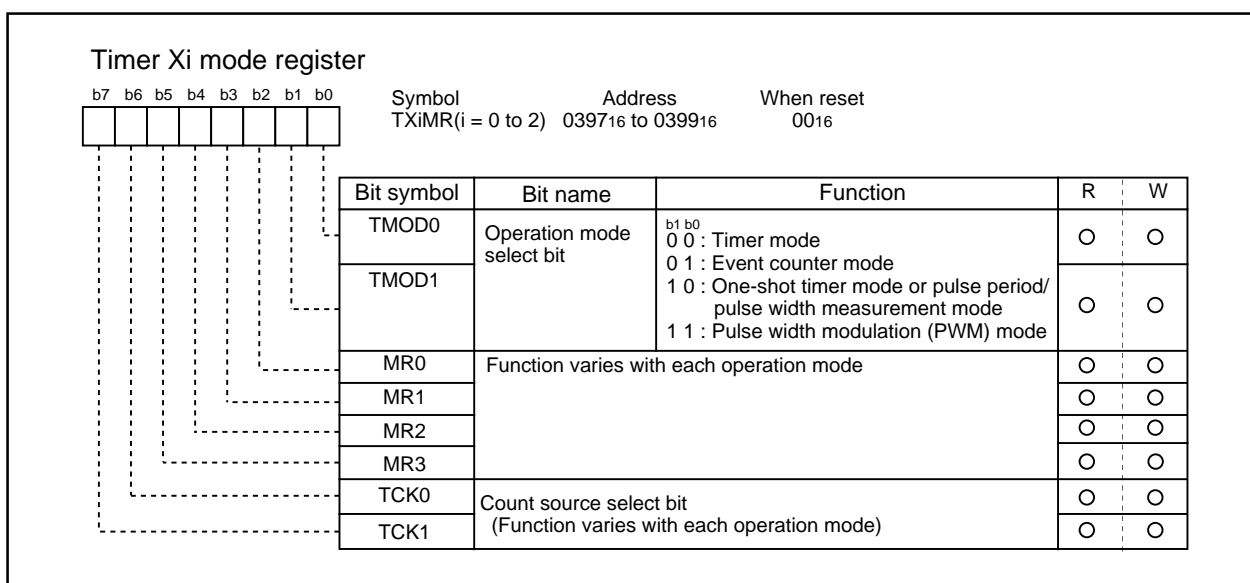 Timer Xi mode register
b7 b6 b5 b4 b3 b2 b1 b0
Symbol Address When reset
TXiMR(i = 0 to 2) 039716 to 039916 0016
Bit symbol Bit name Function R W
TMOD0 Operation mode select bit
b1 b0
0 0 : Timer mode
0 1 : Event counter mode
TMOD1
1 0 : One-shot timer mode or pulse period/
pulse width measurement mode
1 1 : Pulse width modulation (PWM) mode
MR0 Function varies with each operation mode
MR1
MR2
MR3
TCK0 Count source select bit
(Function varies with each operation mode)
TCK1